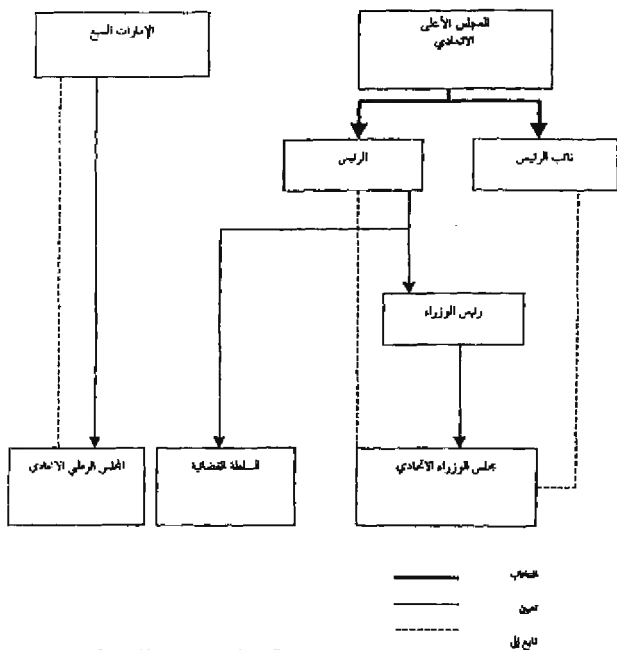 المجلس الأعلى
الاتحادي
الإمارات السبع
الرئيس
نائب الرئيس
رئيس الوزراء
المجلس الوطني الاتحادي
السلطة القضائية
مجلس الوزراء الاتحادي
انتخاب
تعيين
تابع إلى